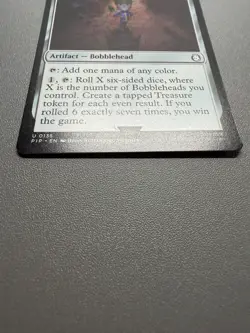 Artifact — Bobblehead
: Add one mana of any color.
1, : Roll X six-sided dice, where
X is the number of Bobbleheads you
control. Create a tapped Treasure
token for each even result. If you
rolled 6 exactly seven times, you win
the game.
U 0135
PIP • EN